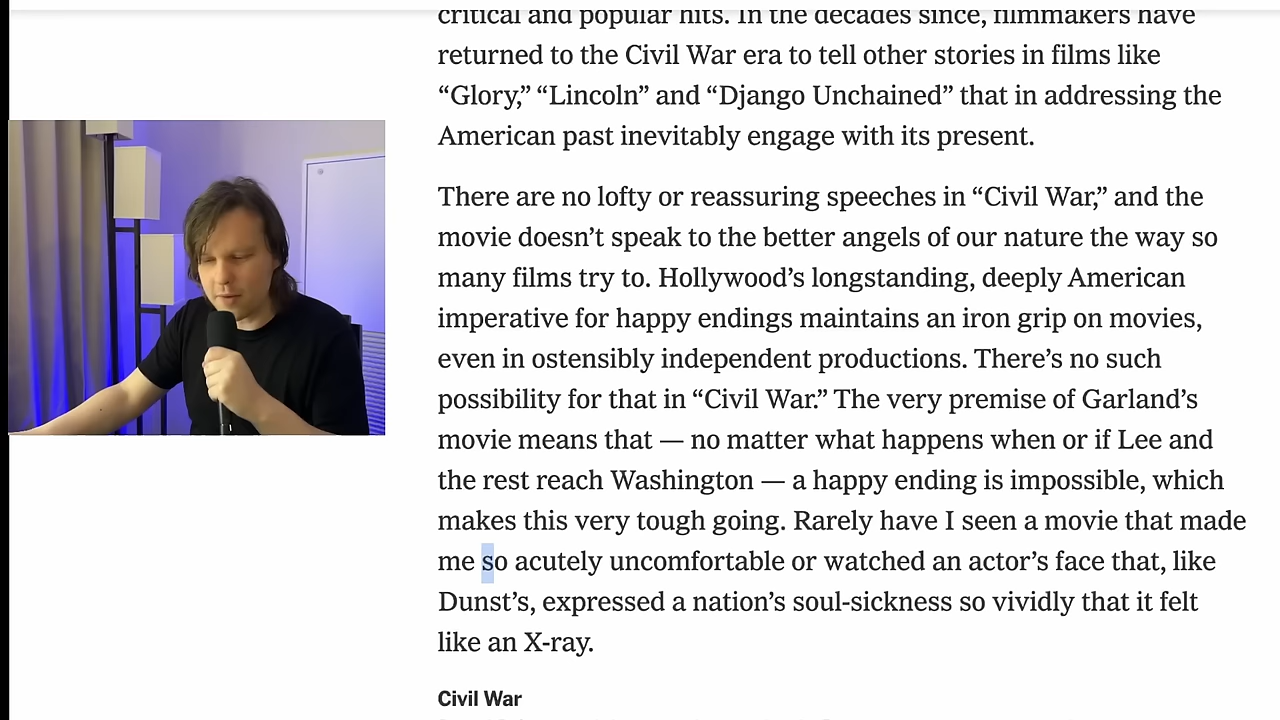 critical and popular hits. In the decades since, filmmakers have
returned to the Civil War era to tell other stories in films like
“Glory,” “Lincoln” and “Django Unchained” that in addressing the
American past inevitably engage with its present.
There are no lofty or reassuring speeches in “Civil War,” and the
movie doesn’t speak to the better angels of our nature the way so
many films try to. Hollywood’s longstanding, deeply American
imperative for happy endings maintains an iron grip on movies,
even in ostensibly independent productions. There’s no such
possibility for that in “Civil War.” The very premise of Garland’s
movie means that — no matter what happens when or if Lee and
the rest reach Washington — a happy ending is impossible, which
makes this very tough going. Rarely have I seen a movie that made
me so acutely uncomfortable or watched an actor’s face that, like
Dunst’s, expressed a nation’s soul-sickness so vividly that it felt
like an X-ray.
Civil War